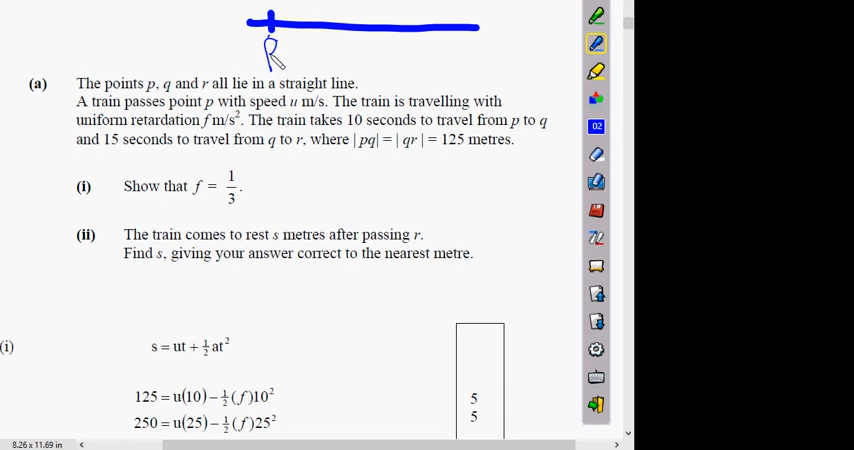 R
(a) The points p, q and r all lie in a straight line.
A train passes point p with speed u m/s. The train is travelling with
uniform retardation f m/s². The train takes 10 seconds to travel from p to q
and 15 seconds to travel from q to r, where | pq| = | qr | = 125 metres.
(i) Show that f = 1/3.
(ii) The train comes to rest s metres after passing r.
Find s, giving your answer correct to the nearest metre.
(i) s = ut + ½ at²
125 = u(10) − ½ (f)10² 5
250 = u(25) − ½ (f)25² 5
02
8.26 x 11.69 in